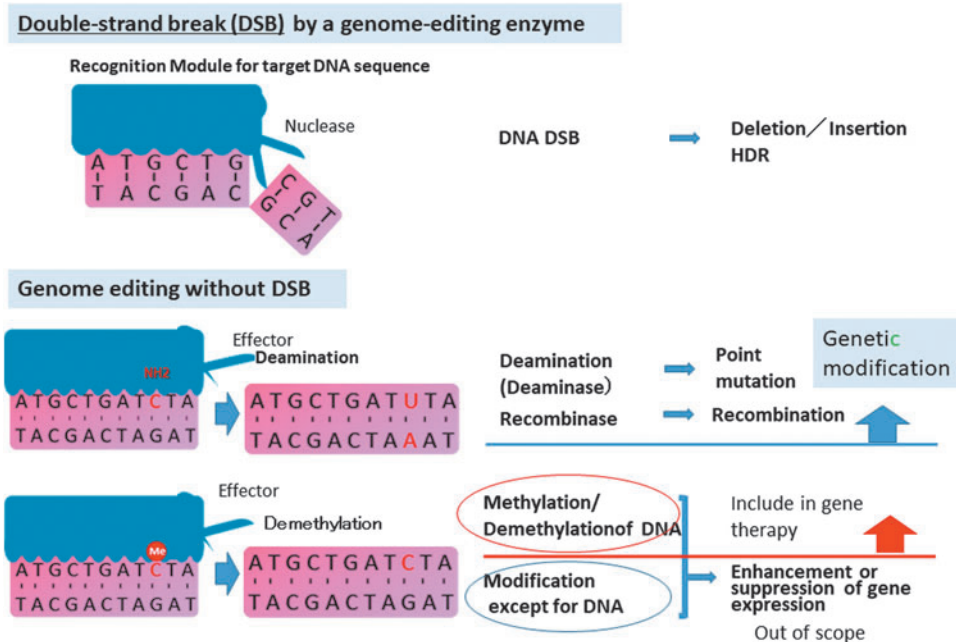 Double-strand break (DSB) by a genome-editing enzyme
Recognition Module for target DNA sequence
Nuclease
A T G C T G
T A C G A C
C G T
G C A
DNA DSB
Deletion／Insertion
HDR
Genome editing without DSB
Effector
Deamination
NH2
A T G C T G A T C T A
T A C G A C T A G A T
A T G C T G A T U T A
T A C G A C T A A A T
Deamination
(Deaminase)
Point
mutation
Recombinase
Recombination
Genetic
modification
Effector
Demethylation
Me
A T G C T G A T C T A
T A C G A C T A G A T
A T G C T G A T C T A
T A C G A C T A G A T
Methylation/
Demethylationof DNA
Modification
except for DNA
Include in gene
therapy
Enhancement or
suppression of gene
expression
Out of scope